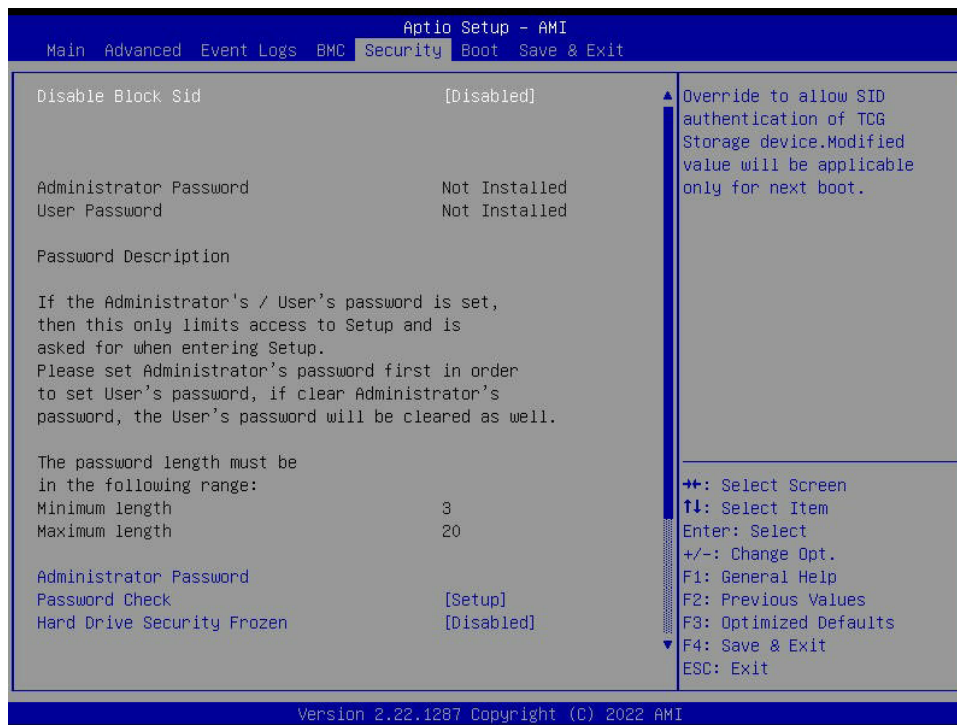 Aptio Setup – AMI
Main Advanced Event Logs BMC Security Boot Save & Exit
Disable Block Sid [Disabled]
Administrator Password Not Installed
User Password Not Installed
Password Description
If the Administrator's / User's password is set,
then this only limits access to Setup and is
asked for when entering Setup.
Please set Administrator's password first in order
to set User's password, if clear Administrator's
password, the User's password will be cleared as well.
The password length must be
in the following range:
Minimum length 3
Maximum length 20
Administrator Password
Password Check [Setup]
Hard Drive Security Frozen [Disabled]
Override to allow SID
authentication of TCG
Storage device.Modified
value will be applicable
only for next boot.
→←: Select Screen
↑↓: Select Item
Enter: Select
+/-: Change Opt.
F1: General Help
F2: Previous Values
F3: Optimized Defaults
F4: Save & Exit
ESC: Exit
Version 2.22.1287 Copyright (C) 2022 AMI